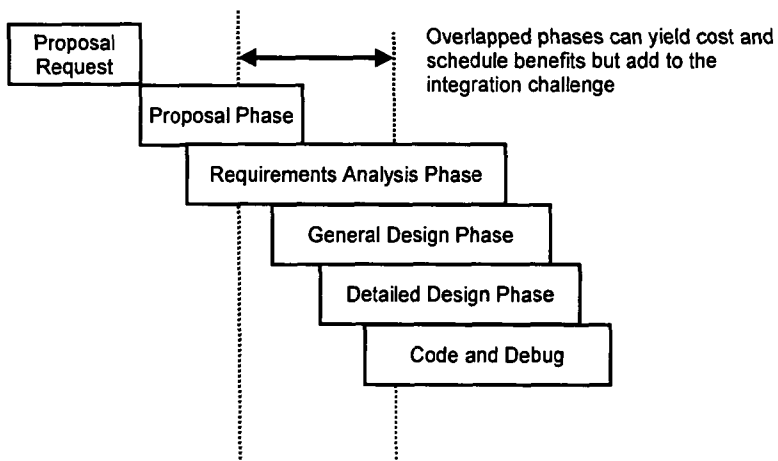 Proposal
Request
Overlapped phases can yield cost and
schedule benefits but add to the
integration challenge
Proposal Phase
Requirements Analysis Phase
General Design Phase
Detailed Design Phase
Code and Debug